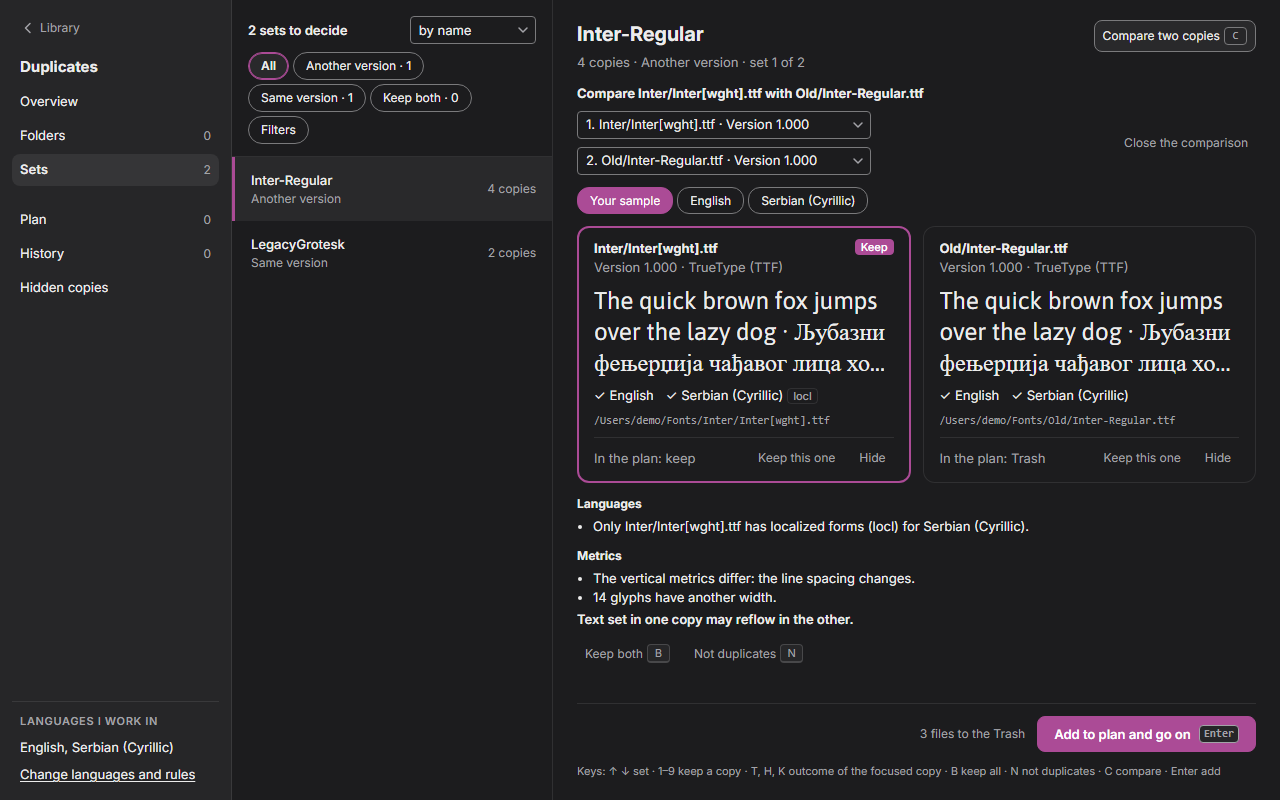 Library
Duplicates
Overview
Folders 0
Sets 2
Plan 0
History 0
Hidden copies
LANGUAGES I WORK IN
English, Serbian (Cyrillic)
Change languages and rules
2 sets to decide
by name
All
Another version · 1
Same version · 1
Keep both · 0
Filters
Inter-Regular
Another version
4 copies
LegacyGrotesk
Same version
2 copies
Inter-Regular
4 copies · Another version · set 1 of 2
Compare two copies C
Compare Inter/Inter[wght].ttf with Old/Inter-Regular.ttf
1. Inter/Inter[wght].ttf · Version 1.000
2. Old/Inter-Regular.ttf · Version 1.000
Close the comparison
Your sample
English
Serbian (Cyrillic)
Inter/Inter[wght].ttf Keep
Version 1.000 · TrueType (TTF)
The quick brown fox jumps
over the lazy dog · Љубазни
фењерџија чађавог лица хо...
✓ English ✓ Serbian (Cyrillic) locl
/Users/demo/Fonts/Inter/Inter[wght].ttf
In the plan: keep Keep this one Hide
Old/Inter-Regular.ttf
Version 1.000 · TrueType (TTF)
The quick brown fox jumps
over the lazy dog · Љубазни
фењерџија чађавог лица хо...
✓ English ✓ Serbian (Cyrillic)
/Users/demo/Fonts/Old/Inter-Regular.ttf
In the plan: Trash Keep this one Hide
Languages
• Only Inter/Inter[wght].ttf has localized forms (locl) for Serbian (Cyrillic).
Metrics
• The vertical metrics differ: the line spacing changes.
• 14 glyphs have another width.
Text set in one copy may reflow in the other.
Keep both B Not duplicates N
3 files to the Trash
Add to plan and go on Enter
Keys: ↑ ↓ set · 1–9 keep a copy · T, H, K outcome of the focused copy · B keep all · N not duplicates · C compare · Enter add